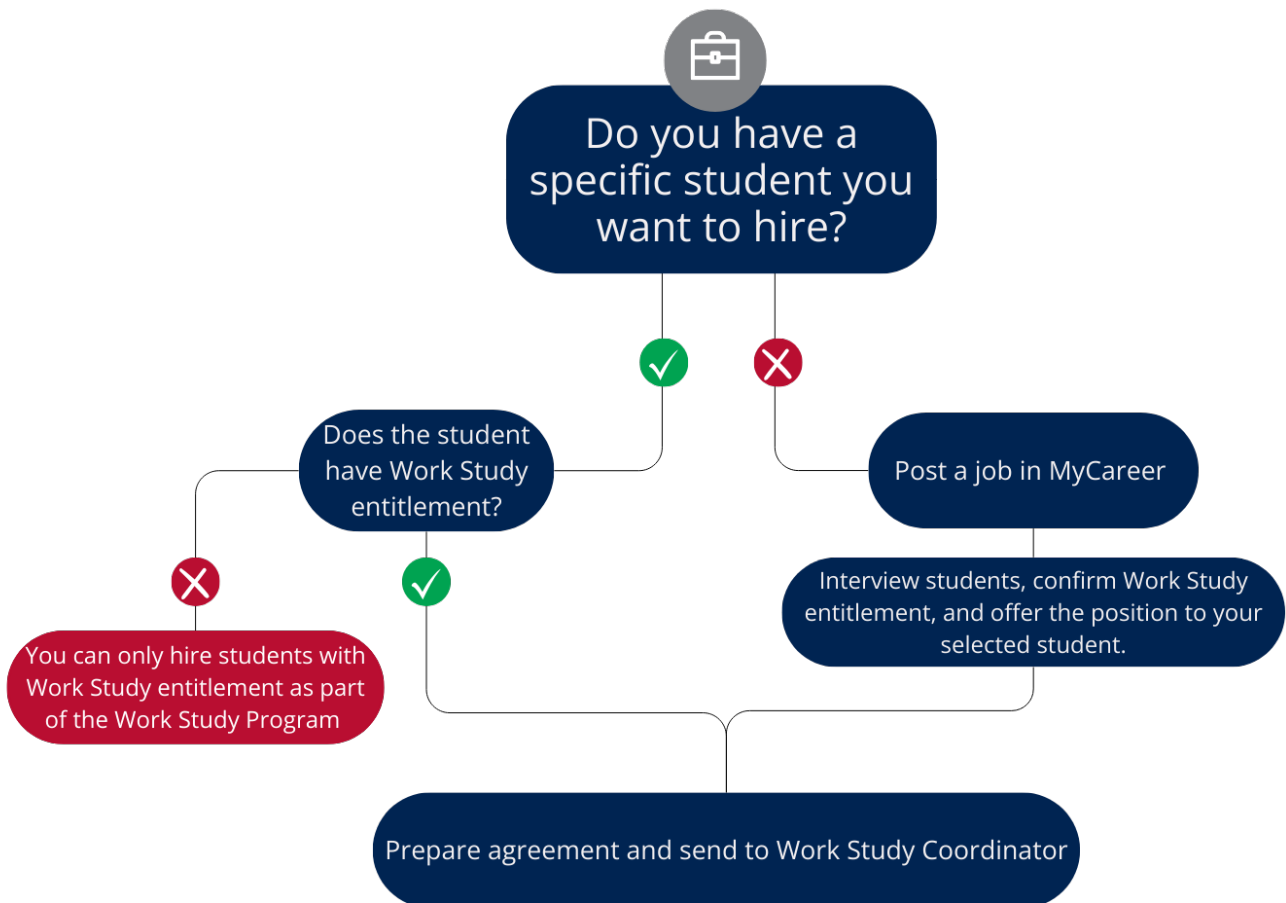 Do you have a
specific student you
want to hire?
Does the student
have Work Study
entitlement?
Post a job in MyCareer
Interview students, confirm Work Study
entitlement, and offer the position to your
selected student.
You can only hire students with
Work Study entitlement as part
of the Work Study Program
Prepare agreement and send to Work Study Coordinator